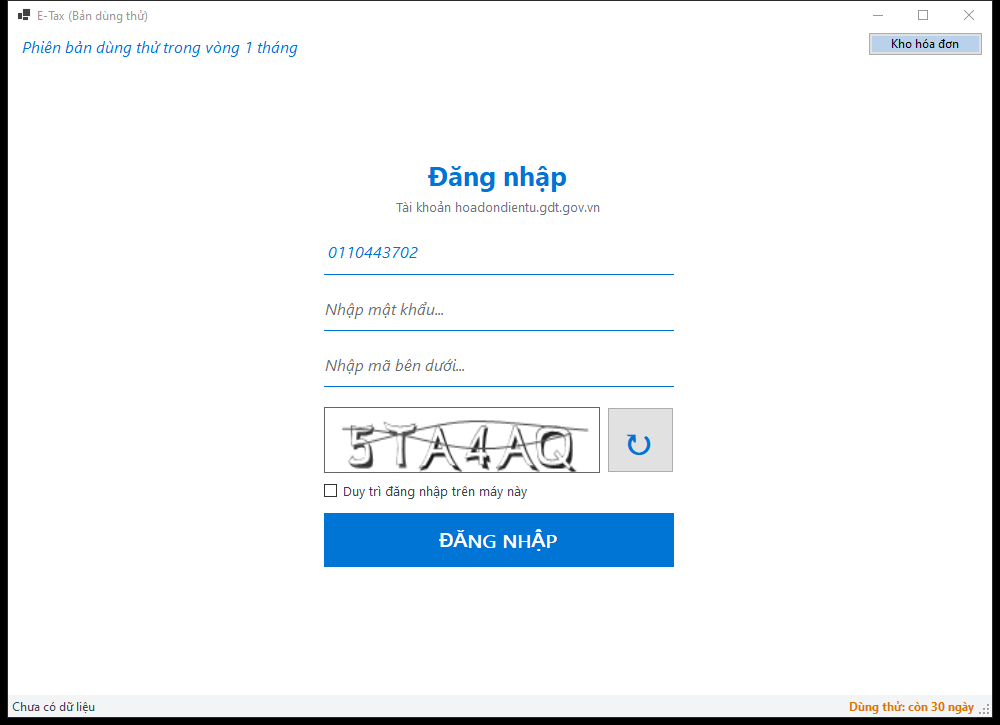 E-Tax (Bản dùng thử)
Phiên bản dùng thử trong vòng 1 tháng
Kho hóa đơn
Đăng nhập
Tài khoản hoadondientu.gdt.gov.vn
0110443702
Nhập mật khẩu...
Nhập mã bên dưới...
5TA4AQ
Duy trì đăng nhập trên máy này
ĐĂNG NHẬP
Chưa có dữ liệu
Dùng thử: còn 30 ngày